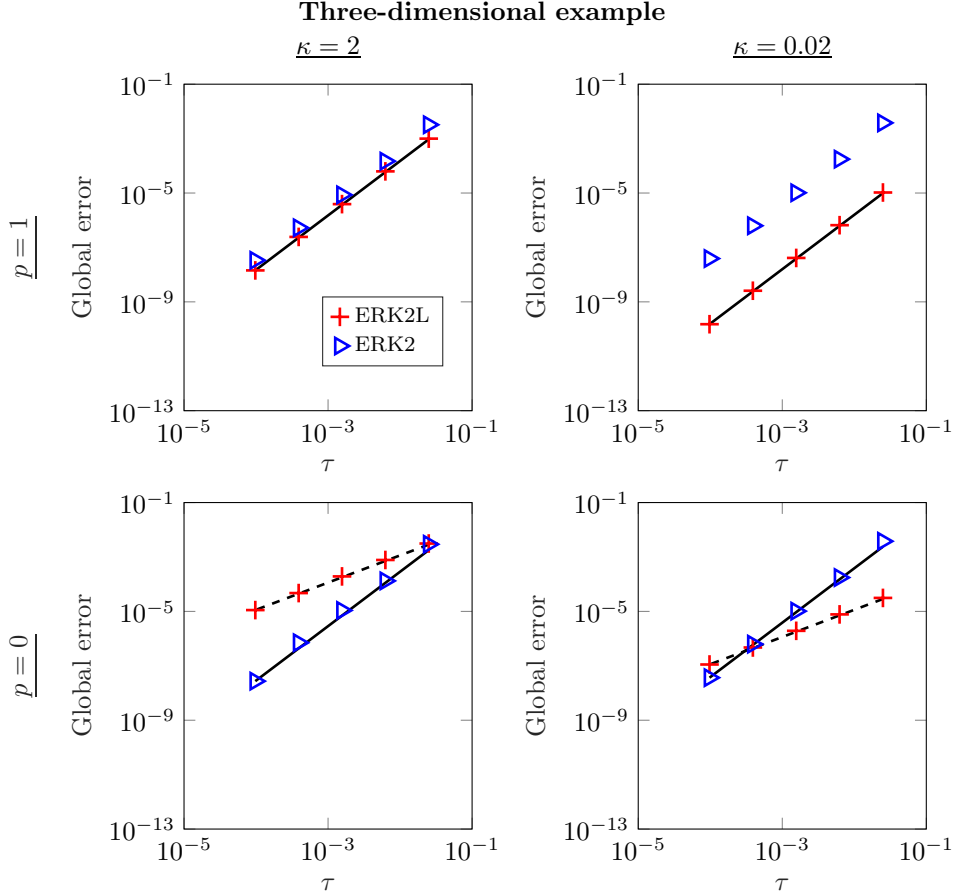 Three-dimensional example
κ = 2
κ = 0.02
p = 1
Global error
10⁻¹
10⁻⁵
10⁻⁹
10⁻¹³
ERK2L
ERK2
10⁻⁵
10⁻³
10⁻¹
τ
Global error
10⁻¹
10⁻⁵
10⁻⁹
10⁻¹³
10⁻⁵
10⁻³
10⁻¹
τ
p = 0
Global error
10⁻¹
10⁻⁵
10⁻⁹
10⁻¹³
10⁻⁵
10⁻³
10⁻¹
τ
Global error
10⁻¹
10⁻⁵
10⁻⁹
10⁻¹³
10⁻⁵
10⁻³
10⁻¹
τ